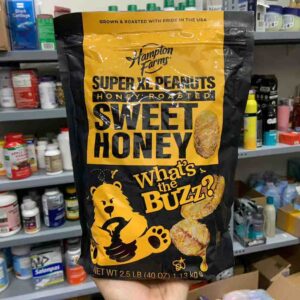 GROWN & ROASTED WITH PRIDE IN THE USA
Hampton
Farms
SUPER XL PEANUTS
HONEY ROASTED
SWEET
HONEY
What's
the
BUZZ?
NET WT 2.5 LB (40 OZ) 1.13 kg
Salonpas